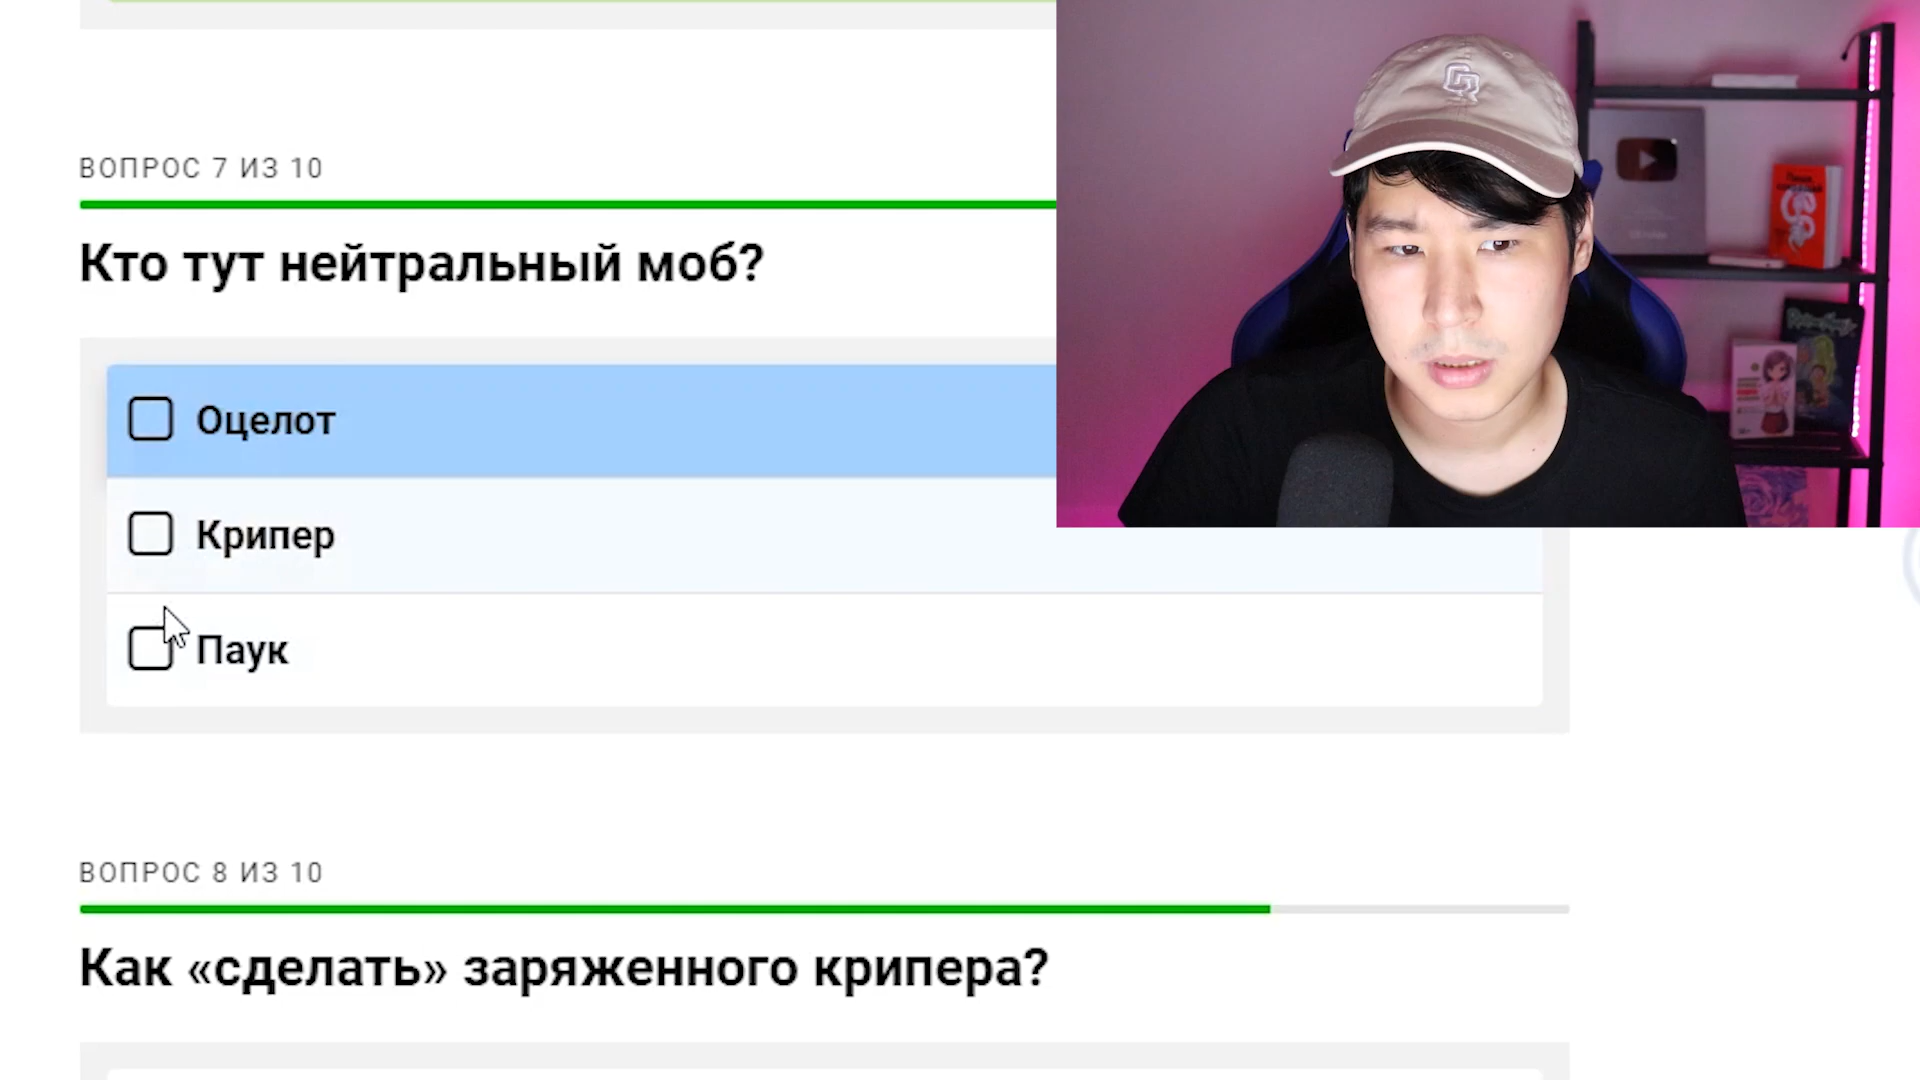 ВОПРОС 7 ИЗ 10
Кто тут нейтральный моб?
Оцелот
Крипер
Паук
ВОПРОС 8 ИЗ 10
Как «сделать» заряженного крипера?